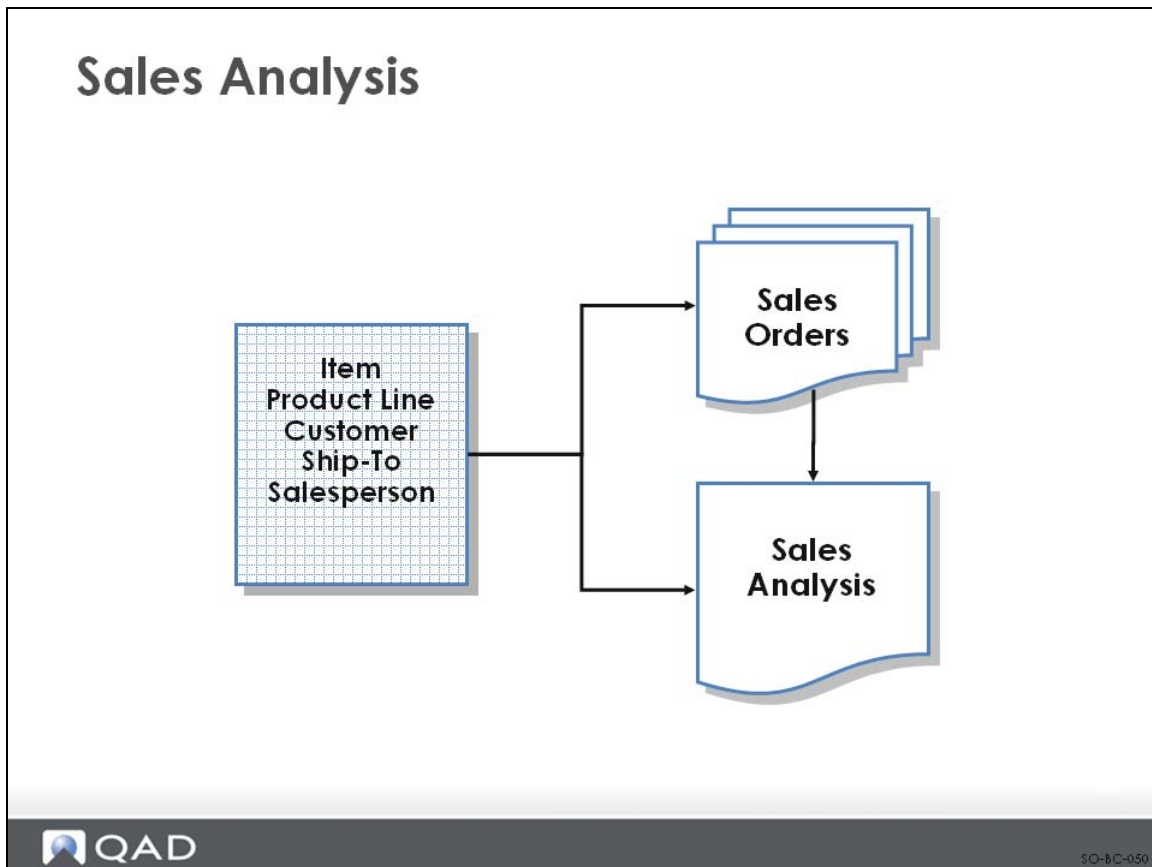 Sales Analysis
Item
Product Line
Customer
Ship-To
Salesperson
Sales
Orders
Sales
Analysis
QAD
SO-BC-050